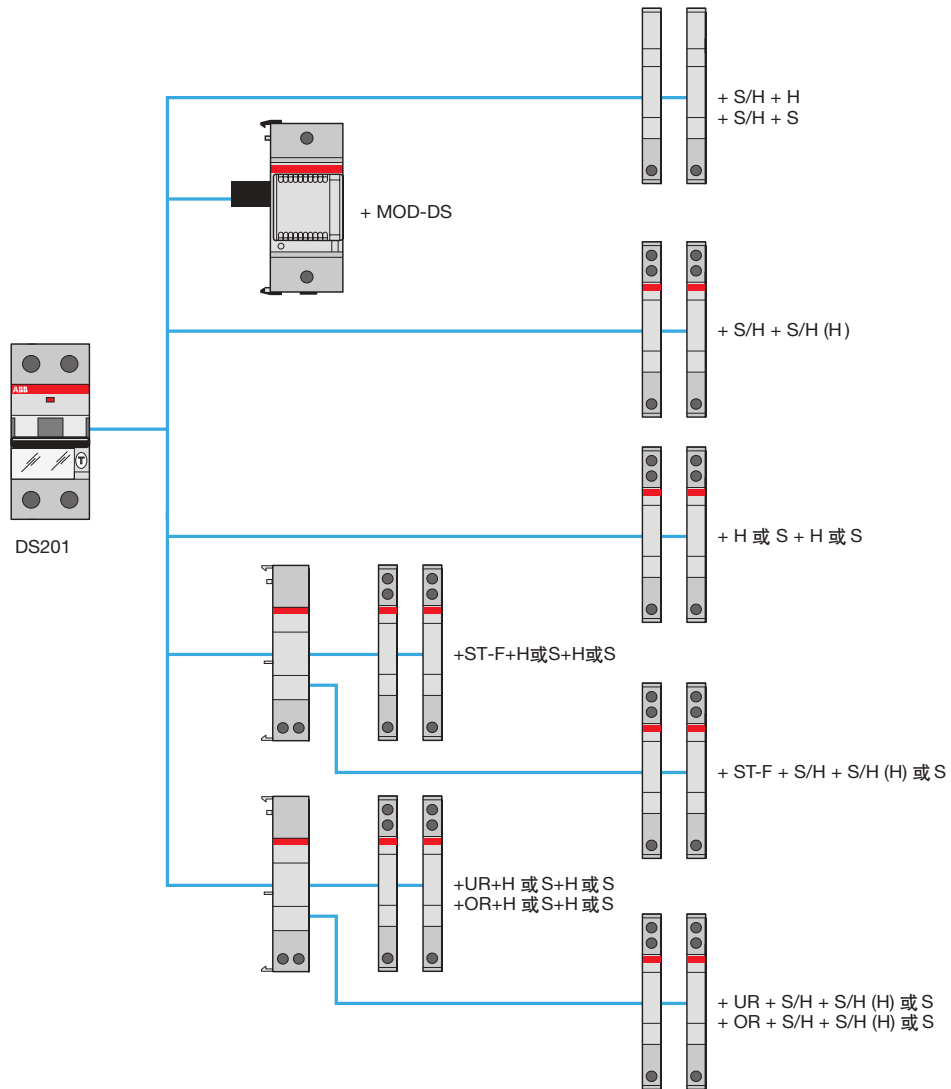 + S/H + H
+ S/H + S
+ MOD-DS
+ S/H + S/H (H)
ABB
T
DS201
+ H 或 S + H 或 S
+ST-F+H或S+H或S
+ ST-F + S/H + S/H (H) 或 S
+UR+H 或 S+H 或 S
+OR+H 或 S+H 或 S
+ UR + S/H + S/H (H) 或 S
+ OR + S/H + S/H (H) 或 S